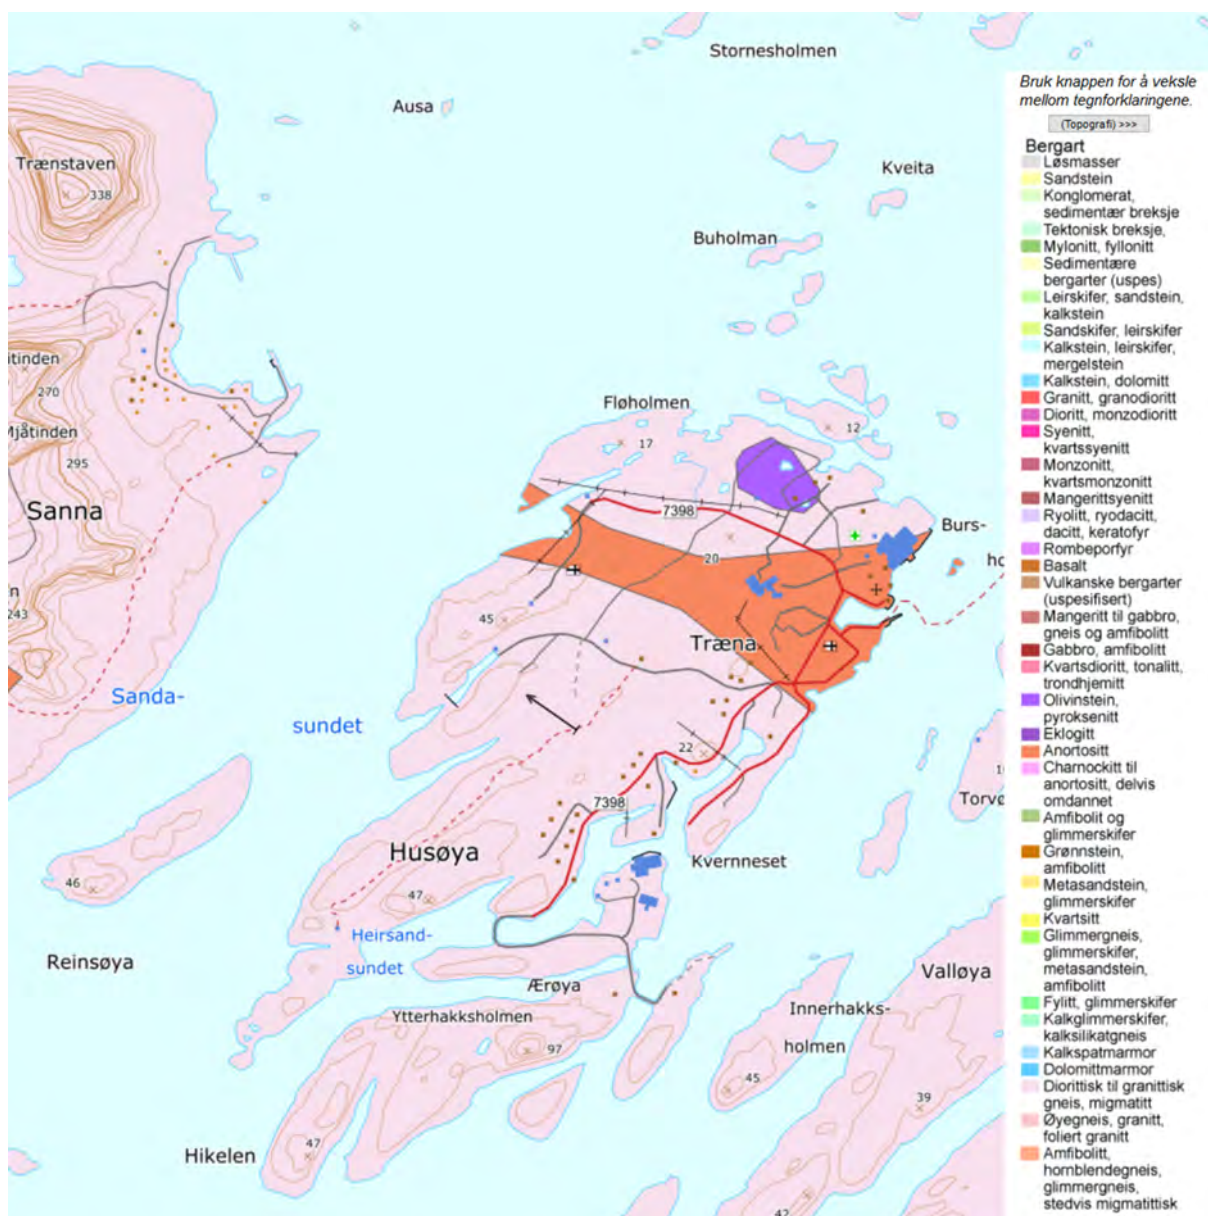 Stornesholmen
Ausa
Trænstaven
338
Kveita
Buholman
tinden
270
Mjåtinden
295
Sanna
243
Fløholmen
17
12
7398
Burs-
ho
20
45
Træna
Sanda-
sundet
22
7398
Torvø
Husøya
Kvernneset
46
47
Heirsand-
sundet
Reinsøya
Valløya
Ærøya
Ytterhakksholmen
Innerhakks-
holmen
97
45
39
47
Hikelen
42
Bruk knappen for å veksle
mellom tegnforklaringene.
(Topografi) >>>
Bergart
Løsmasser
Sandstein
Konglomerat,
sedimentær breksje
Tektonisk breksje,
Mylonitt, fyllonitt
Sedimentære
bergarter (uspes)
Leirskifer, sandstein,
kalkstein
Sandskifer, leirskifer
Kalkstein, leirskifer,
mergelstein
Kalkstein, dolomitt
Granitt, granodioritt
Dioritt, monzodioritt
Syenitt,
kvartssyenitt
Monzonitt,
kvartsmonzonitt
Mangerittsyenitt
Ryolitt, ryodacitt,
dacitt, keratofyr
Rombeporfyr
Basalt
Vulkanske bergarter
(uspesifisert)
Mangeritt til gabbro,
gneis og amfibolitt
Gabbro, amfibolitt
Kvartsdioritt, tonalitt,
trondhjemitt
Olivinstein,
pyroksenitt
Eklogitt
Anortositt
Charnockitt til
anortositt, delvis
omdannet
Amfibolit og
glimmerskifer
Grønnstein,
amfibolitt
Metasandstein,
glimmerskifer
Kvartsitt
Glimmergneis,
glimmerskifer,
metasandstein,
amfibolitt
Fylitt, glimmerskifer
Kalkglimmerskifer,
kalksilikatgneis
Kalkspatmarmor
Dolomittmarmor
Diorittisk til granittisk
gneis, migmatitt
Øyegneis, granitt,
foliert granitt
Amfibolitt,
hornblendegneis,
glimmergneis,
stedvis migmatittisk